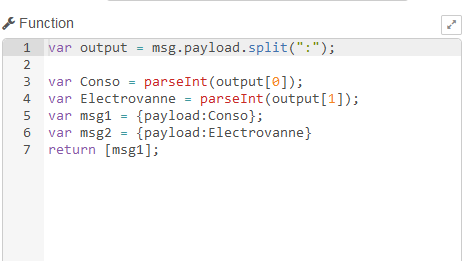 Function
1 var output = msg.payload.split(":");
2
3 var Conso = parseInt(output[0]);
4 var Electrovanne = parseInt(output[1]);
5 var msg1 = {payload:Conso};
6 var msg2 = {payload:Electrovanne}
7 return [msg1];